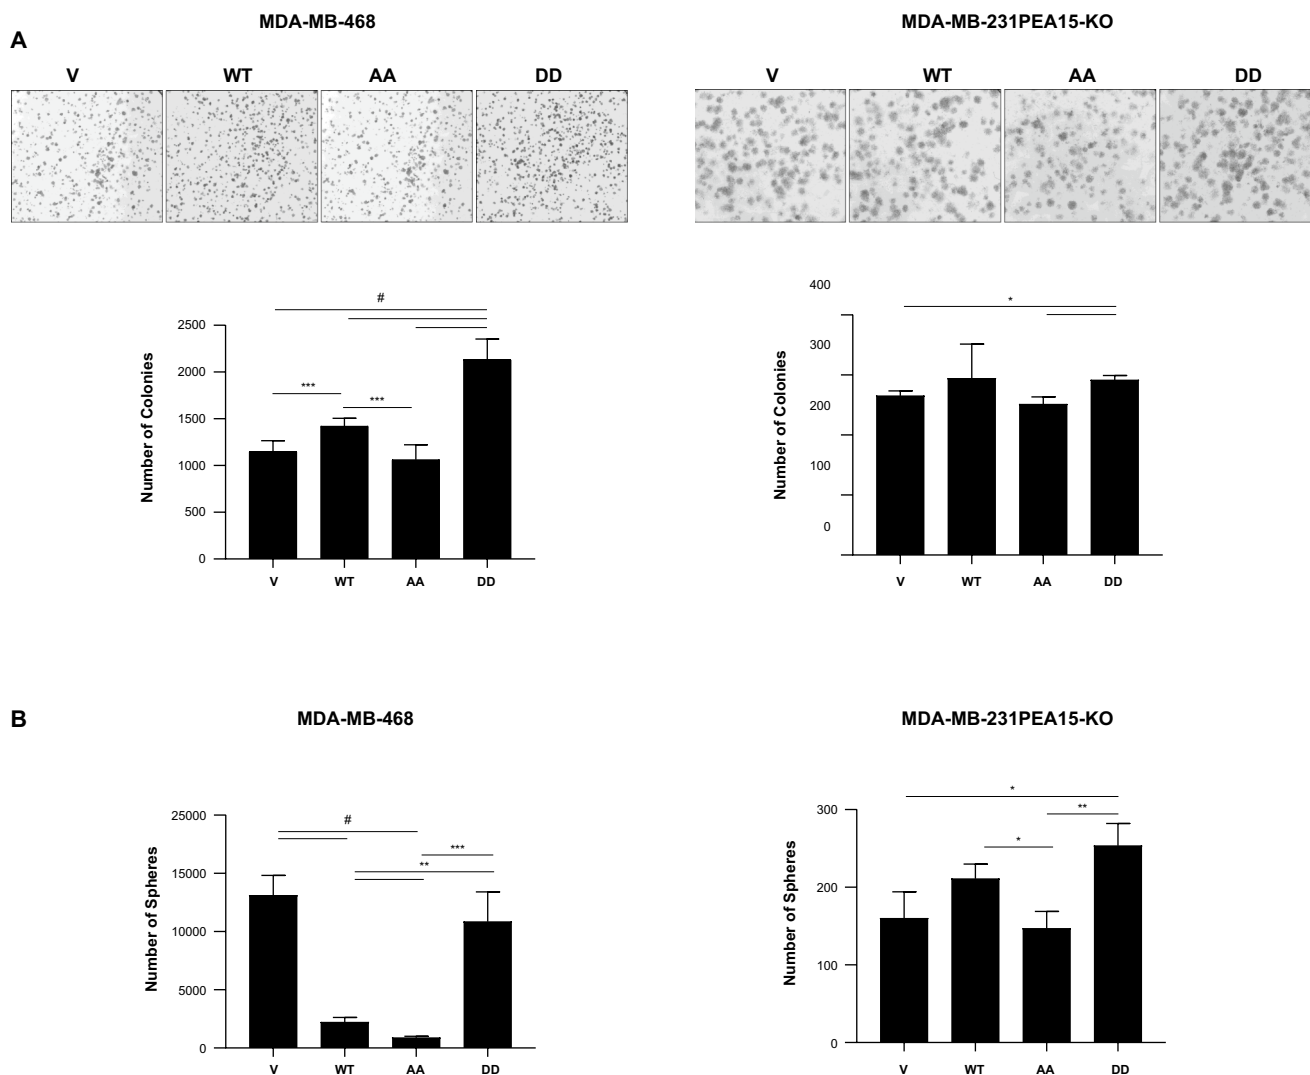 MDA-MB-468
MDA-MB-231PEA15-KO
A
V WT AA DD
V WT AA DD
#
***
***
Number of Colonies
2500
2000
1500
1000
500
0
V WT AA DD
*
Number of Colonies
400
300
200
100
0
V WT AA DD
B
MDA-MB-468
MDA-MB-231PEA15-KO
#
***
**
Number of Spheres
25000
15000
10000
5000
0
V WT AA DD
*
**
*
Number of Spheres
300
200
100
0
V WT AA DD